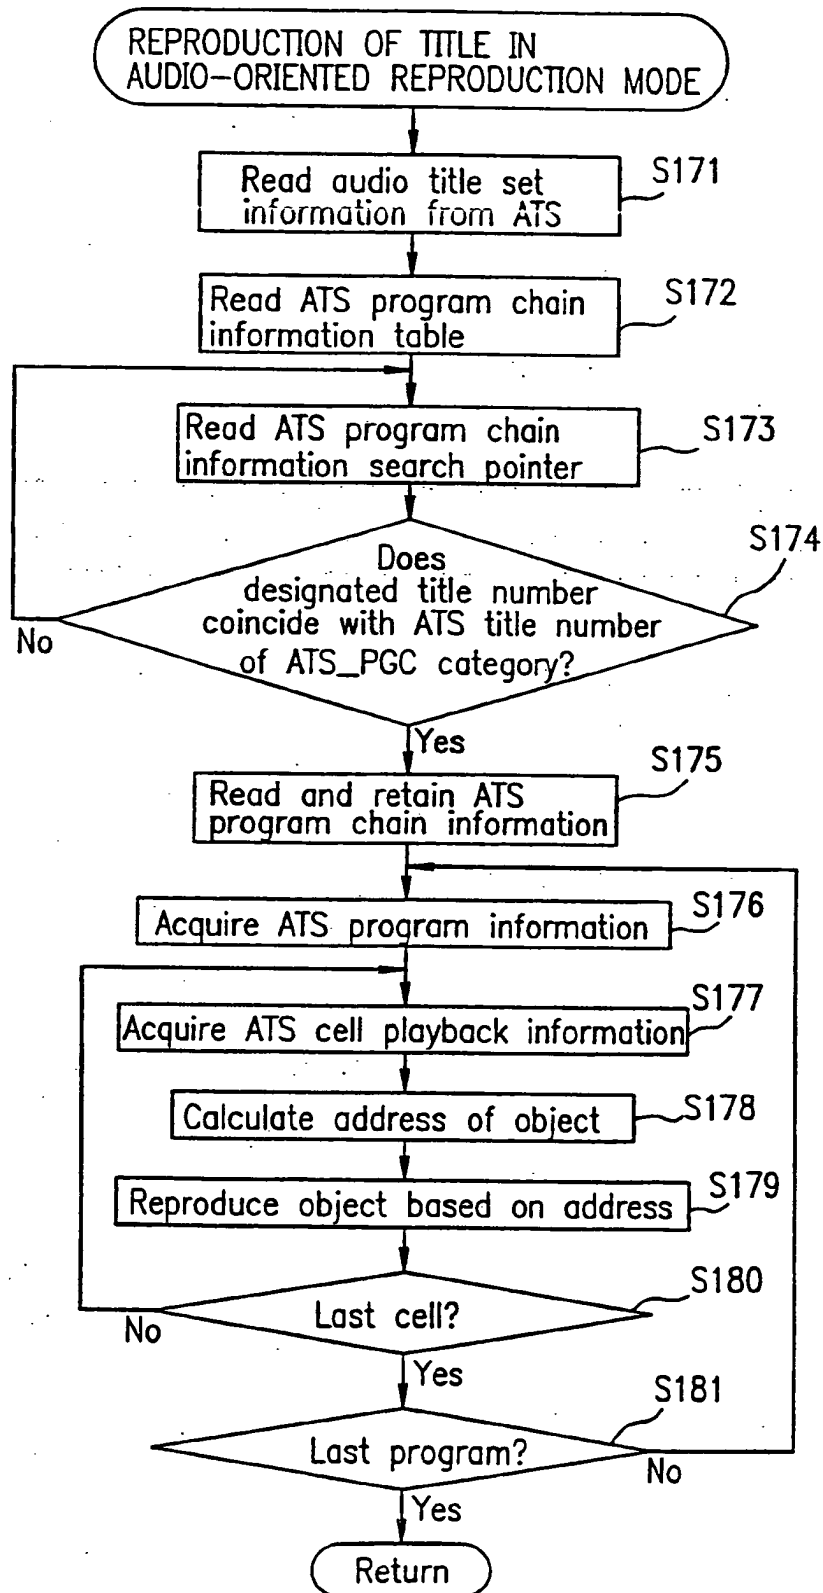 REPRODUCTION OF TITLE IN
AUDIO-ORIENTED REPRODUCTION MODE
Read audio title set
information from ATS
S171
Read ATS program chain
information table
S172
Read ATS program chain
information search pointer
S173
Does
designated title number
coincide with ATS title number
of ATS_PGC category?
S174
No
Yes
Read and retain ATS
program chain information
S175
Acquire ATS program information
S176
Acquire ATS cell playback information
S177
Calculate address of object
S178
Reproduce object based on address
S179
Last cell?
S180
No
Yes
Last program?
S181
No
Yes
Return